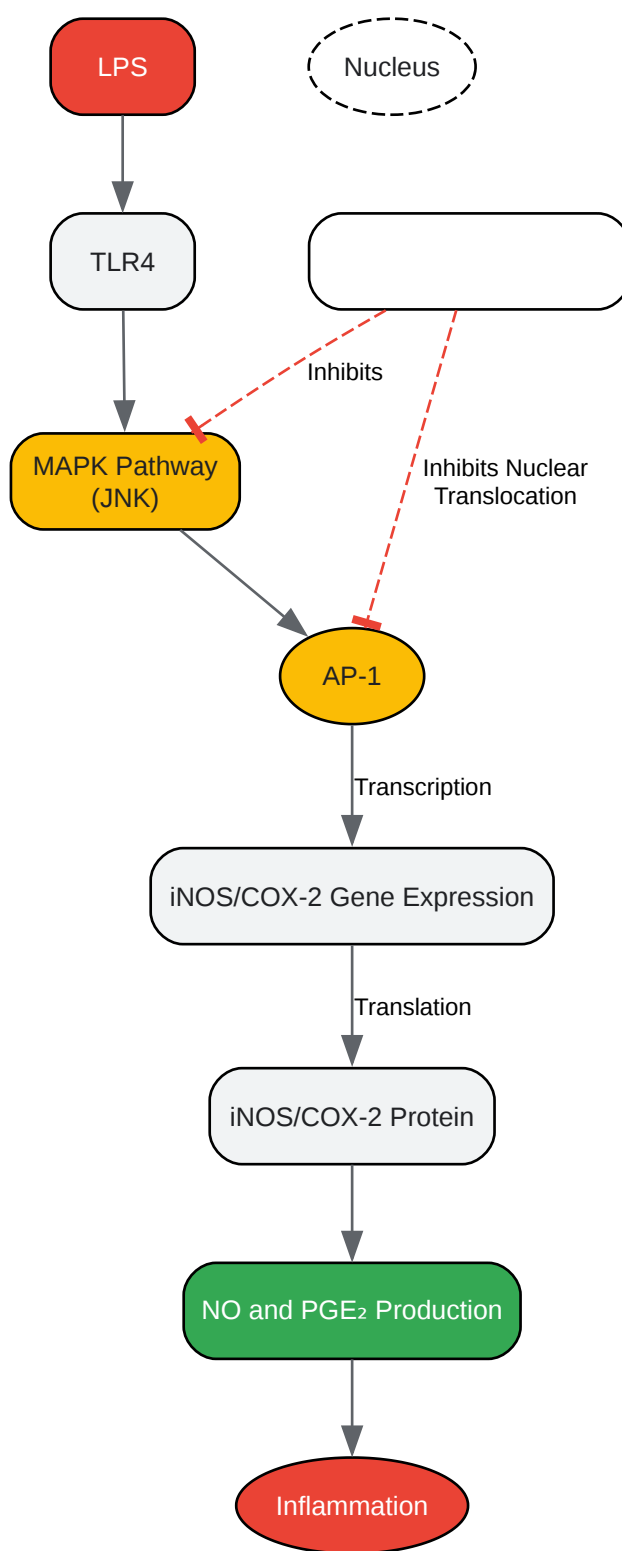 LPS
Nucleus
TLR4
Inhibits
MAPK Pathway
(JNK)
Inhibits Nuclear
Translocation
AP-1
Transcription
iNOS/COX-2 Gene Expression
Translation
iNOS/COX-2 Protein
NO and PGE₂ Production
Inflammation